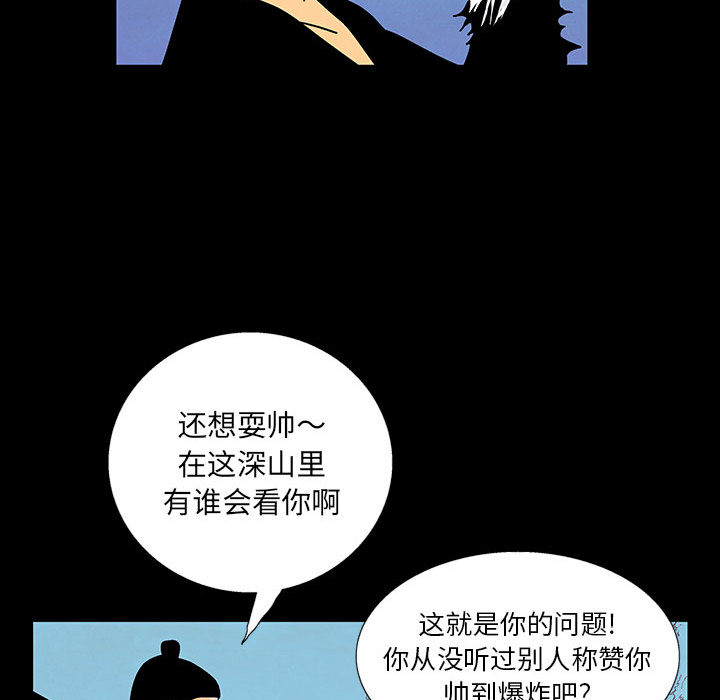 还想耍帅～
在这深山里
有谁会看你啊
这就是你的问题!
你从没听过别人称赞你
帅到爆炸吧?